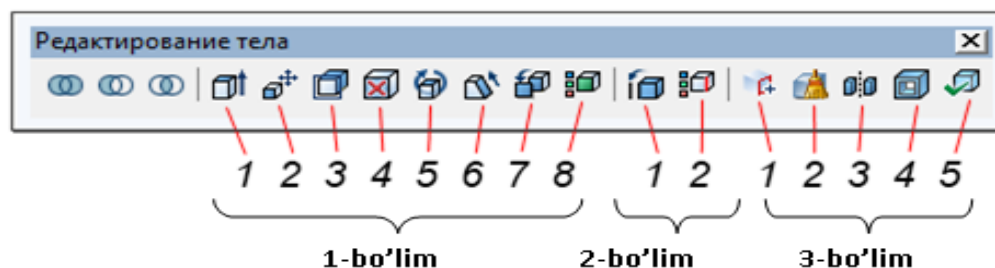 Редактирование тела
1 2 3 4 5 6 7 8 1 2 1 2 3 4 5
1-bo’lim 2-bo’lim 3-bo’lim